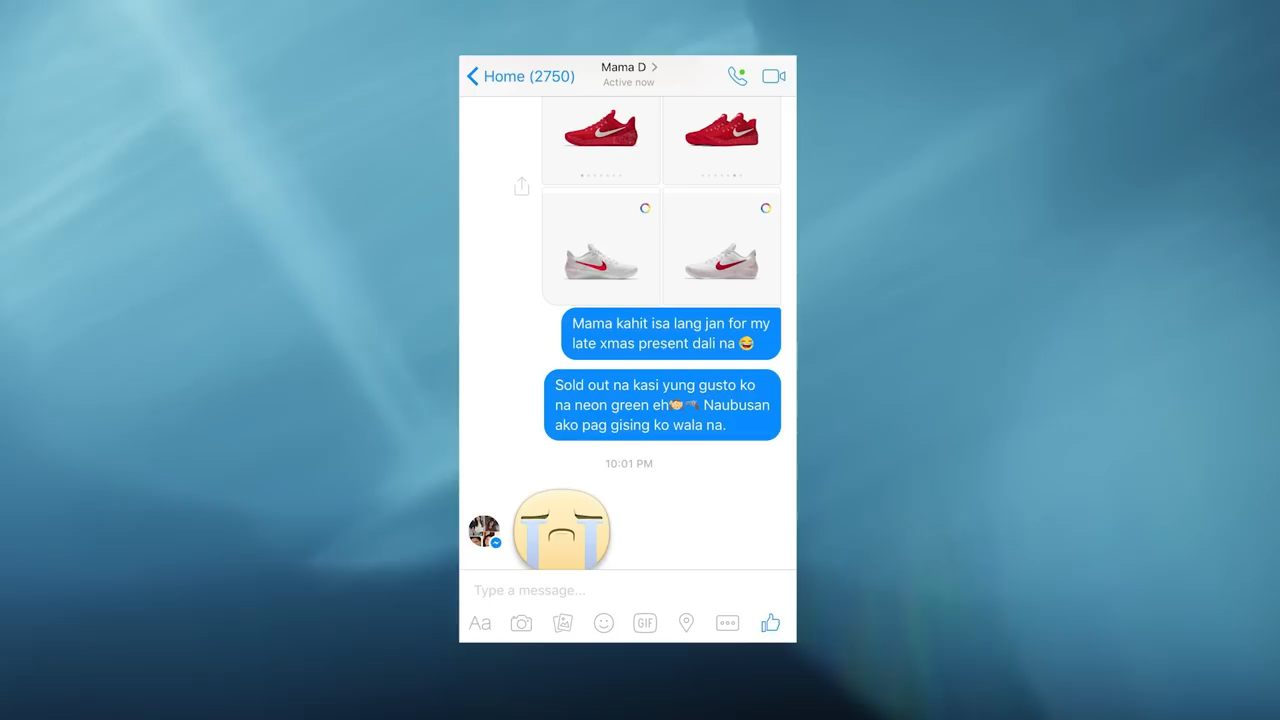 Home (2750)
Mama D
Active now
Mama kahit isa lang jan for my
late xmas present dali na 😂
Sold out na kasi yung gusto ko
na neon green eh Naubusan
ako pag gising ko wala na.
10:01 PM
Type a message...
Aa
GIF